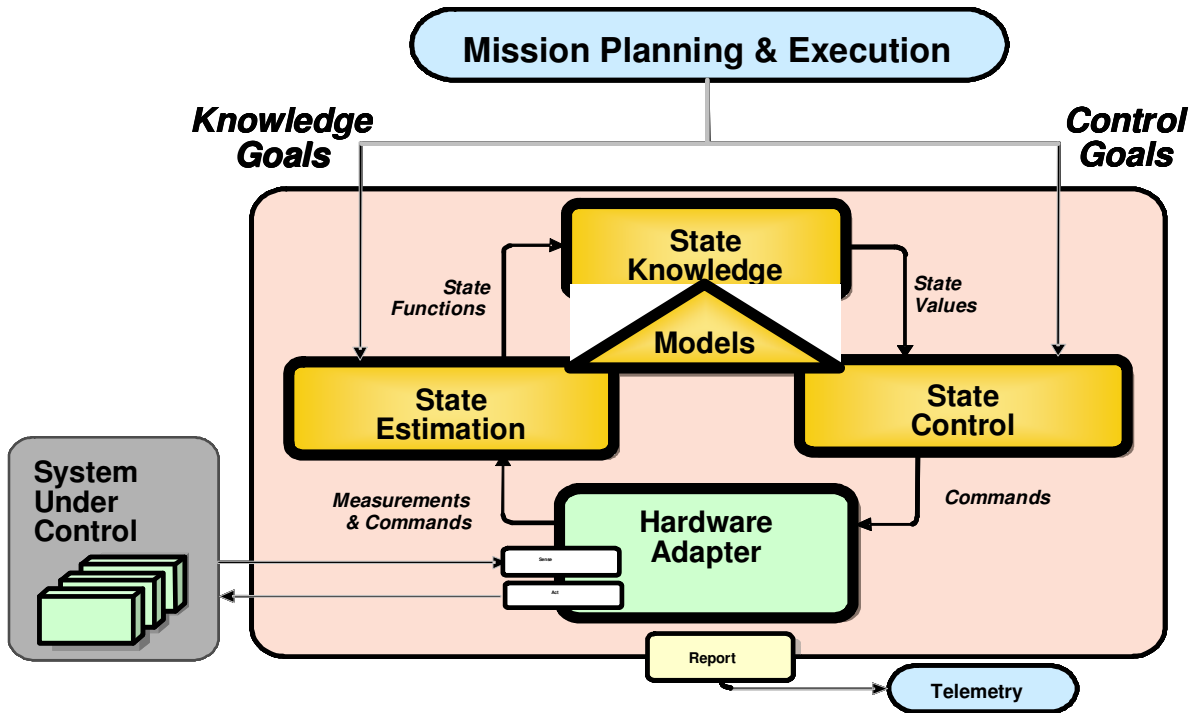 Mission Planning & Execution
Knowledge
Goals
Control
Goals
State
Knowledge
State
Functions
State
Values
Models
State
Estimation
State
Control
System
Under
Control
Measurements
& Commands
Commands
Hardware
Adapter
Sense
Act
Report
Telemetry